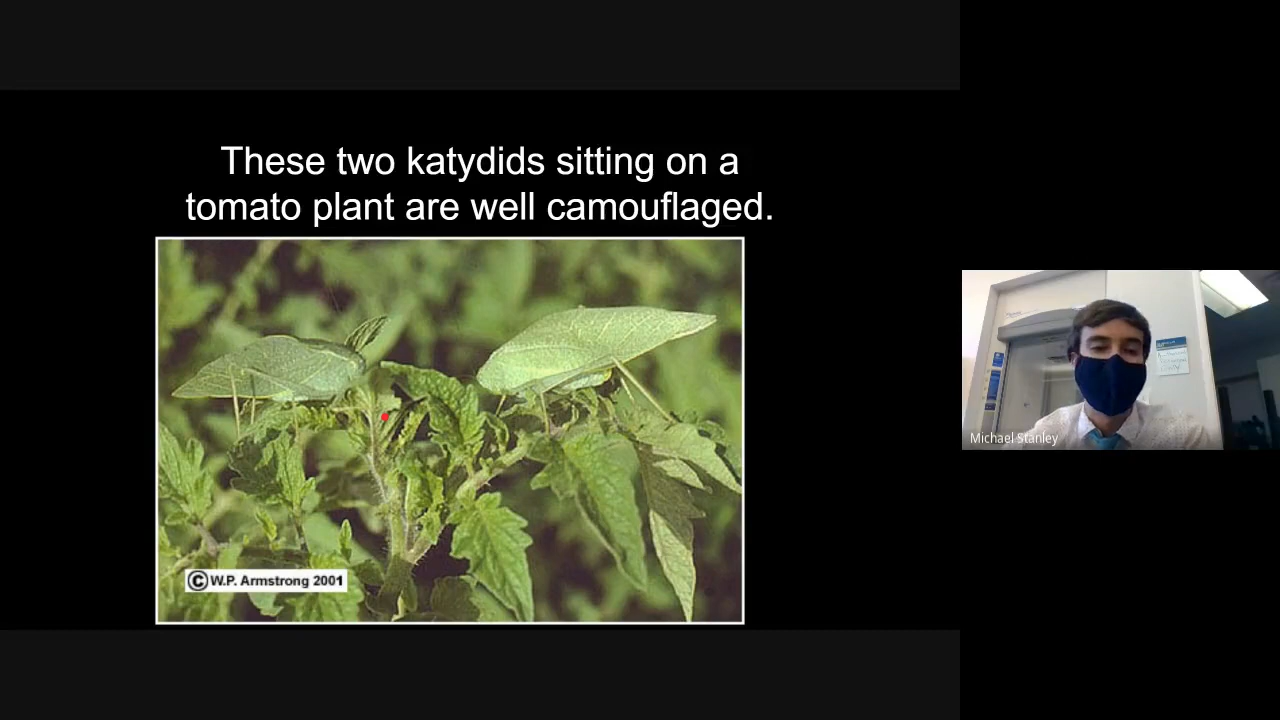 These two katydids sitting on a
tomato plant are well camouflaged.
© W.P. Armstrong 2001
Michael Stanley